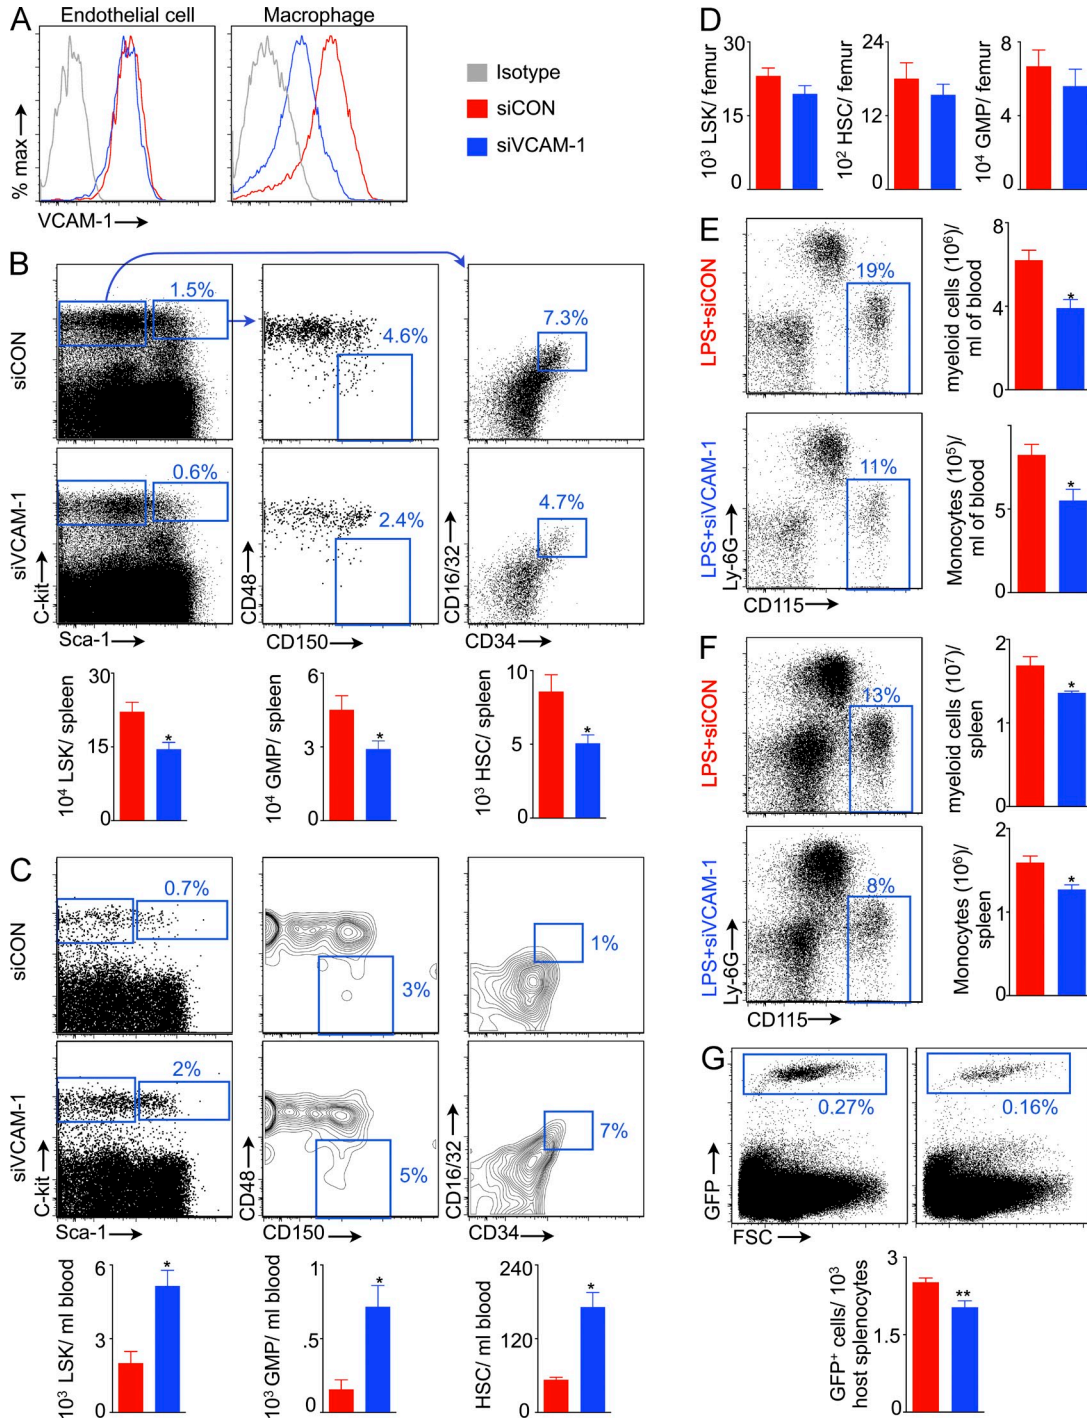 A
Endothelial cell
Macrophage
% max
VCAM-1
Isotype
siCON
siVCAM-1
B
siCON
1.5%
4.6%
7.3%
siVCAM-1
0.6%
2.4%
4.7%
C-kit
Sca-1
CD48
CD150
CD16/32
CD34
10³ LSK/ spleen
30
15
0
*
10⁴ GMP/ spleen
6
3
0
*
10³ HSC/ spleen
10
5
0
*
C
siCON
0.7%
3%
1%
siVCAM-1
2%
5%
7%
C-kit
Sca-1
CD48
CD150
CD16/32
CD34
10³ LSK/ ml blood
6
3
0
*
10³ GMP/ ml blood
1
.5
0
*
HSC/ ml blood
240
120
0
*
D
10³ LSK/ femur
30
15
0
10² HSC/ femur
24
12
0
10⁴ GMP/ femur
8
4
0
E
LPS+siCON
19%
LPS+siVCAM-1
11%
Ly-6G
CD115
myeloid cells (10⁶)/
ml of blood
8
4
0
*
Monocytes (10⁵)/
ml of blood
5
0
*
F
LPS+siCON
13%
LPS+siVCAM-1
8%
Ly-6G
CD115
myeloid cells (10⁷)/
spleen
2
1
0
*
Monocytes (10⁶)/
spleen
2
1
0
*
G
0.27%
0.16%
GFP
FSC
GFP⁺ cells/ 10³
host splenocytes
3
1.5
0
**